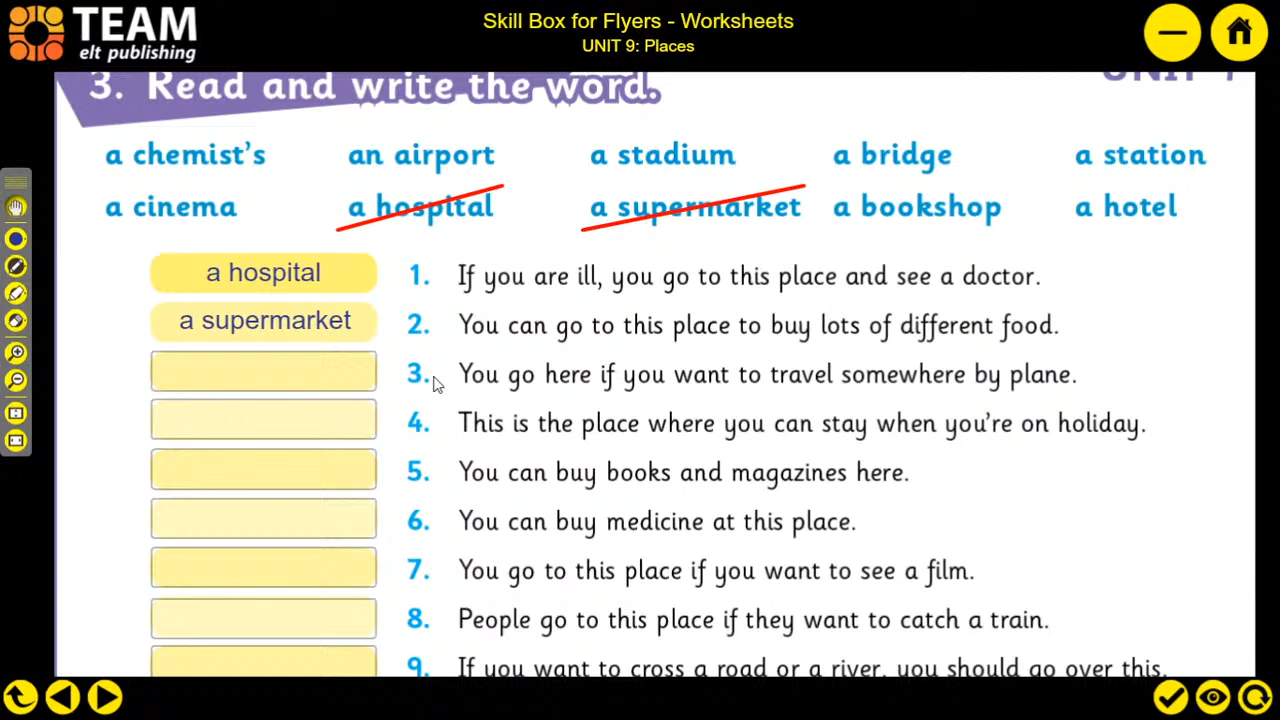 TEAM
elt publishing
Skill Box for Flyers - Worksheets
UNIT 9: Places
3. Read and write the word.
a chemist's an airport a stadium a bridge a station
a cinema a hospital a supermarket a bookshop a hotel
a hospital 1. If you are ill, you go to this place and see a doctor.
a supermarket 2. You can go to this place to buy lots of different food.
3. You go here if you want to travel somewhere by plane.
4. This is the place where you can stay when you're on holiday.
5. You can buy books and magazines here.
6. You can buy medicine at this place.
7. You go to this place if you want to see a film.
8. People go to this place if they want to catch a train.
9. If you want to cross a road or a river, you should go over this.